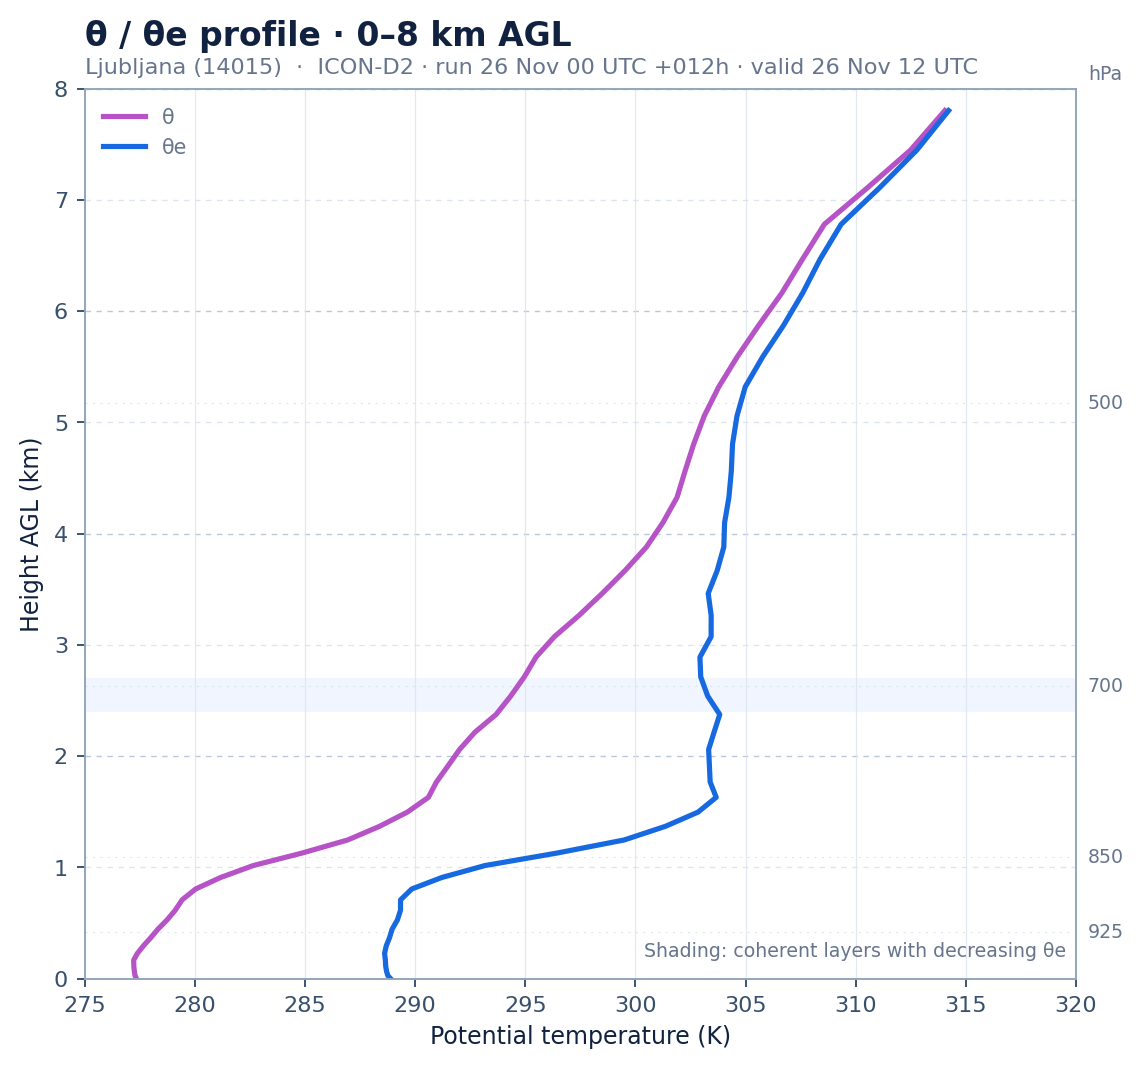 θ / θe profile · 0–8 km AGL
Ljubljana (14015)  ·  ICON-D2 · run 26 Nov 00 UTC +012h · valid 26 Nov 12 UTC
hPa
8
θ
θe
7
6
500
5
Height AGL (km)
4
3
700
2
850
1
925
Shading: coherent layers with decreasing θe
0
275 280 285 290 295 300 305 310 315 320
Potential temperature (K)